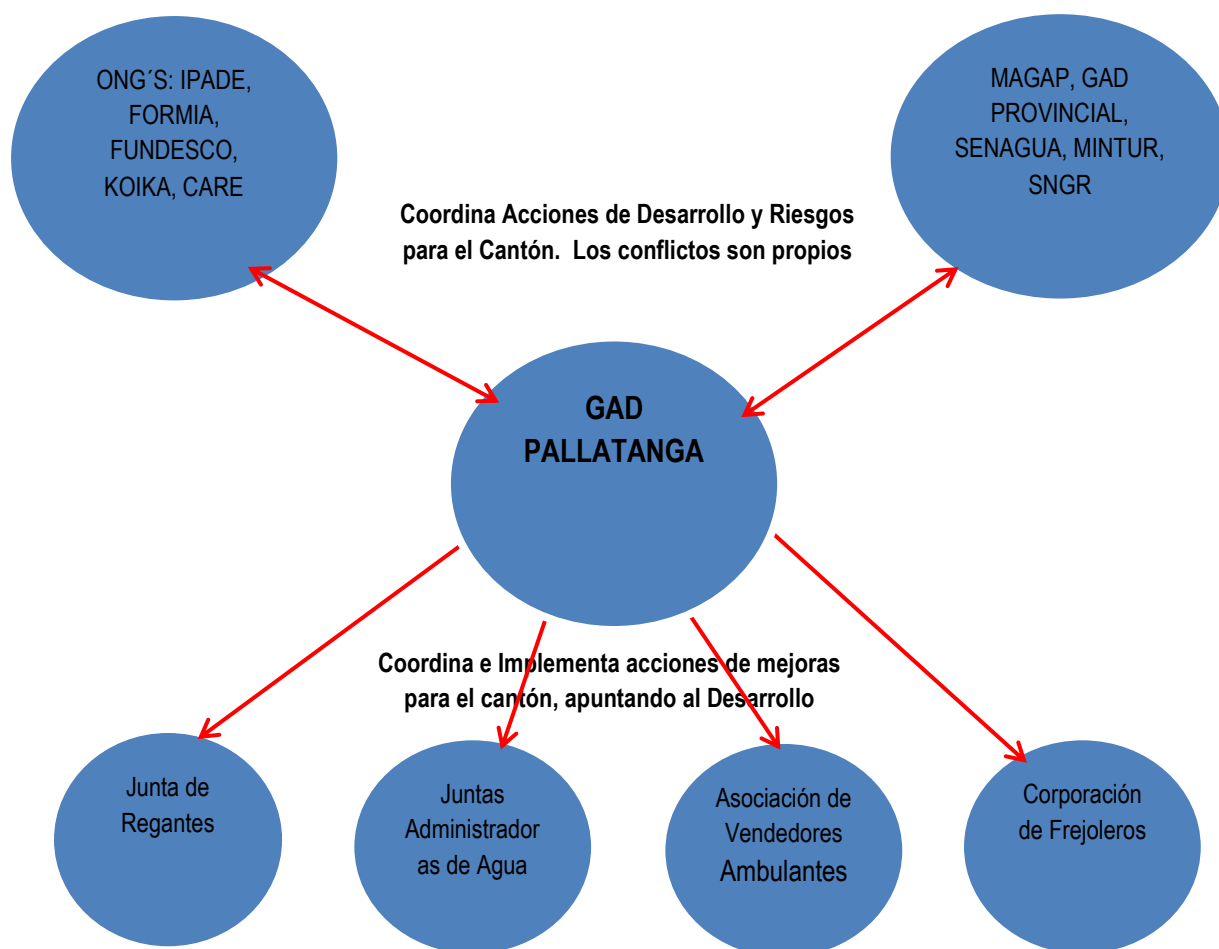 ONG´S: IPADE,
FORMIA,
FUNDESCO,
KOIKA, CARE
MAGAP, GAD
PROVINCIAL,
SENAGUA, MINTUR,
SNGR
Coordina Acciones de Desarrollo y Riesgos
para el Cantón.  Los conflictos son propios
GAD
PALLATANGA
Coordina e Implementa acciones de mejoras
para el cantón, apuntando al Desarrollo
Junta de
Regantes
Juntas
Administrador
as de Agua
Asociación de
Vendedores
Ambulantes
Corporación
de Frejoleros